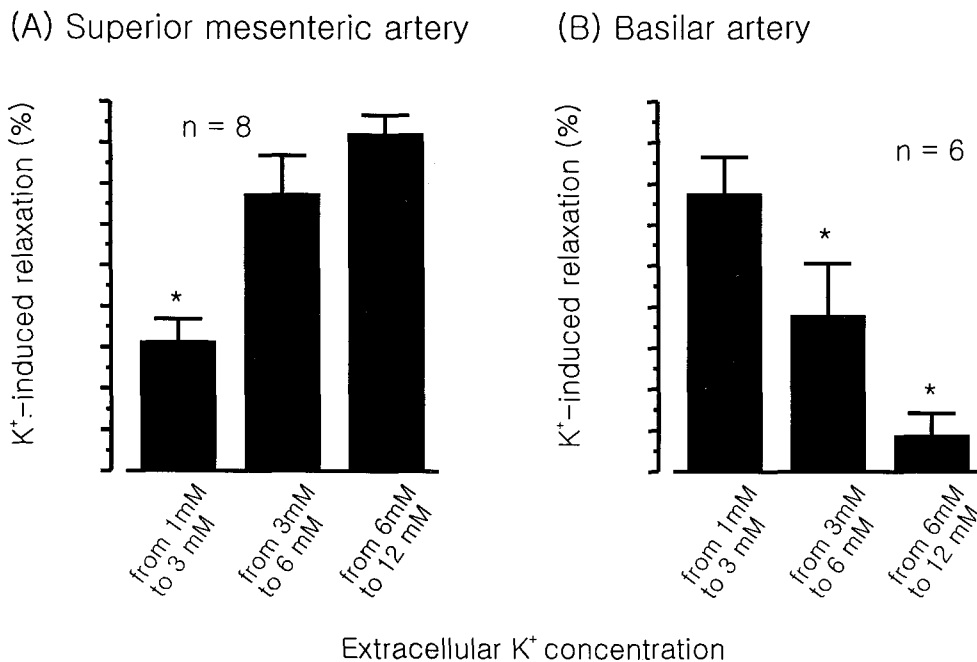 (A) Superior mesenteric artery
K⁺.−induced relaxation (%)
n = 8
*
from 1mM
to 3 mM
from 3mM
to 6 mM
from 6mM
to 12 mM
(B) Basilar artery
K⁺−induced relaxation (%)
n = 6
*
*
from 1mM
to 3 mM
from 3mM
to 6 mM
from 6mM
to 12 mM
Extracellular K⁺ concentration